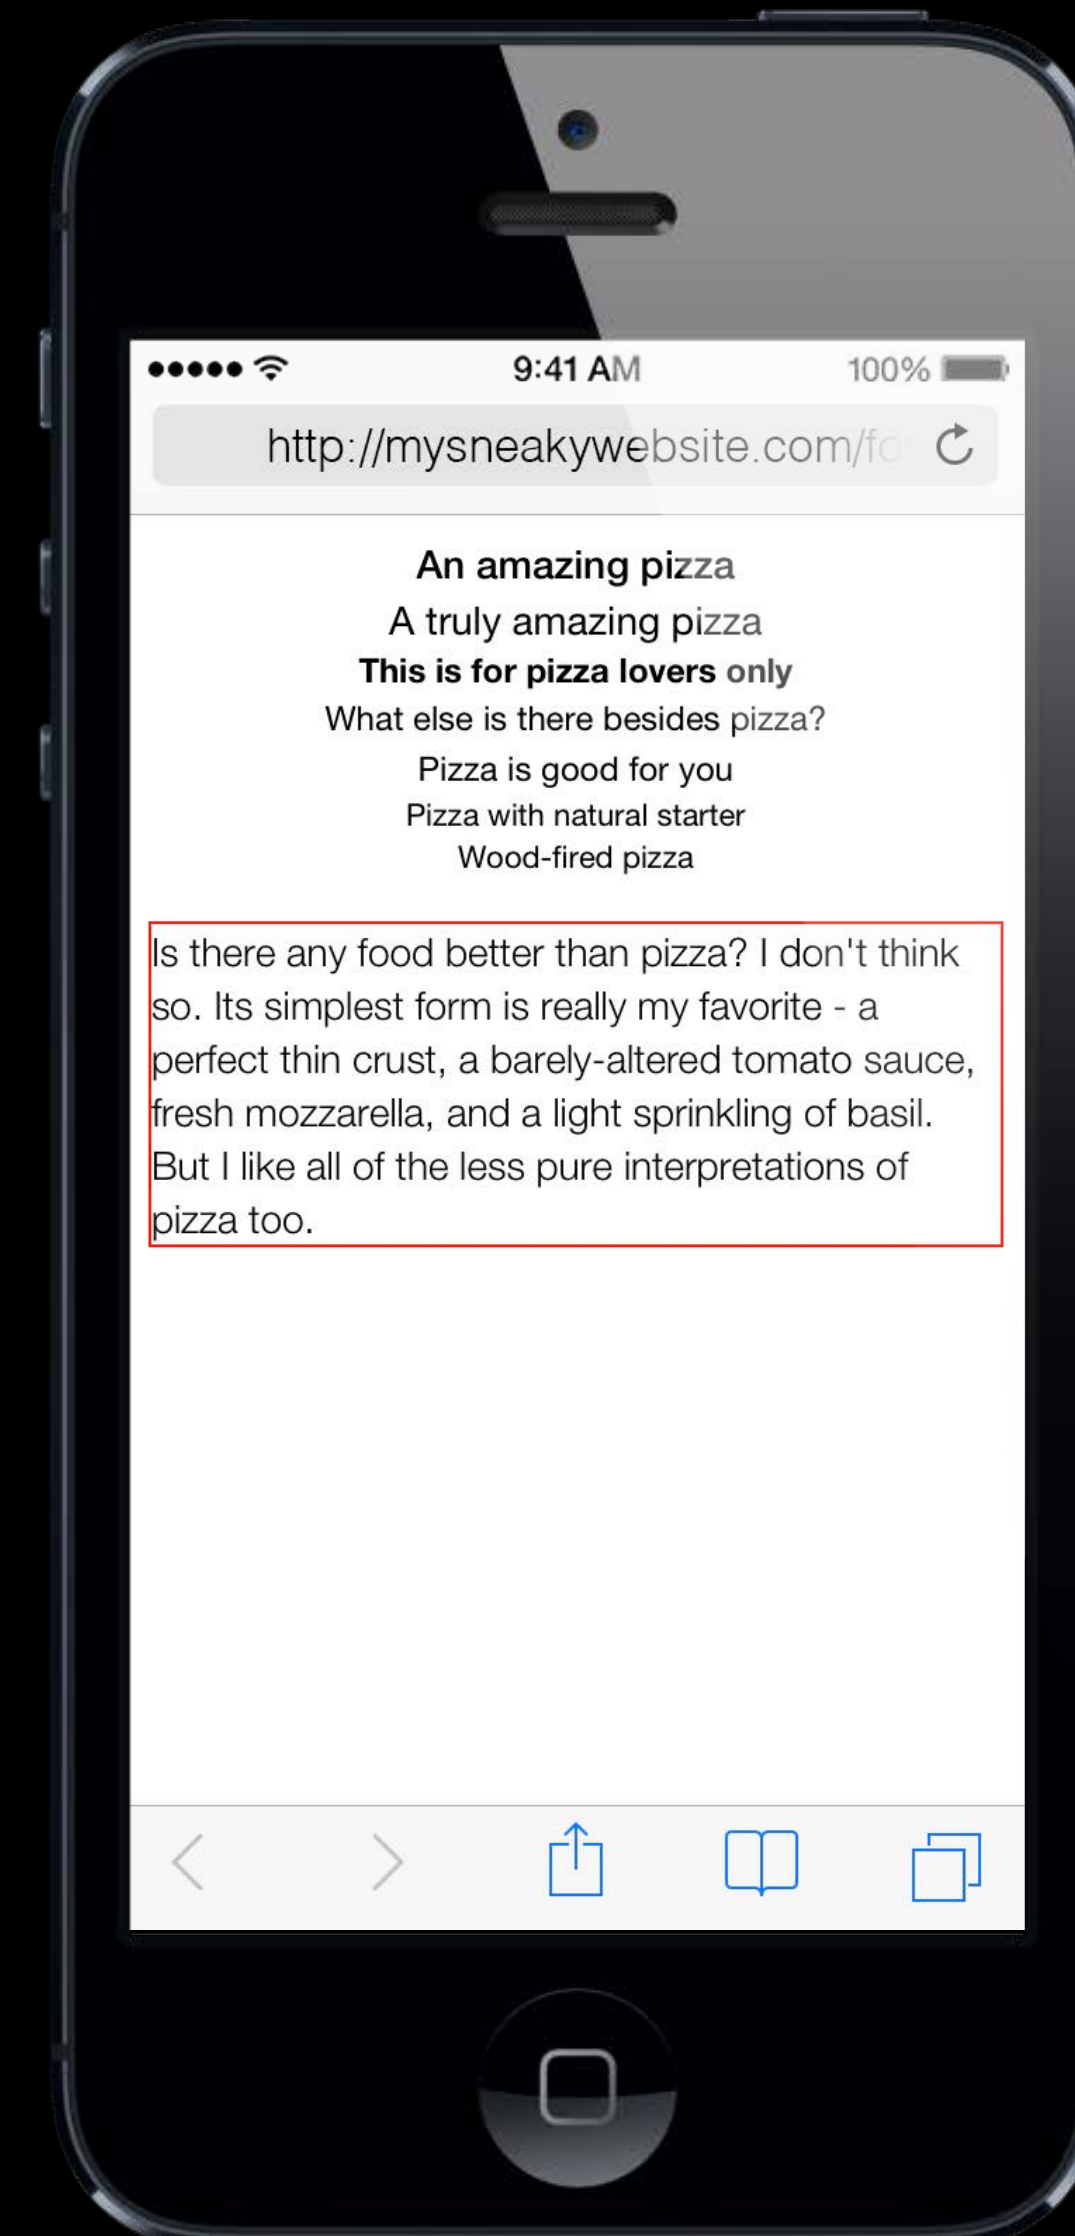 9:41 AM 100%
http://mysneakywebsite.com/fo
An amazing pizza
A truly amazing pizza
This is for pizza lovers only
What else is there besides pizza?
Pizza is good for you
Pizza with natural starter
Wood-fired pizza
Is there any food better than pizza? I don't think
so. Its simplest form is really my favorite - a
perfect thin crust, a barely-altered tomato sauce,
fresh mozzarella, and a light sprinkling of basil.
But I like all of the less pure interpretations of
pizza too.